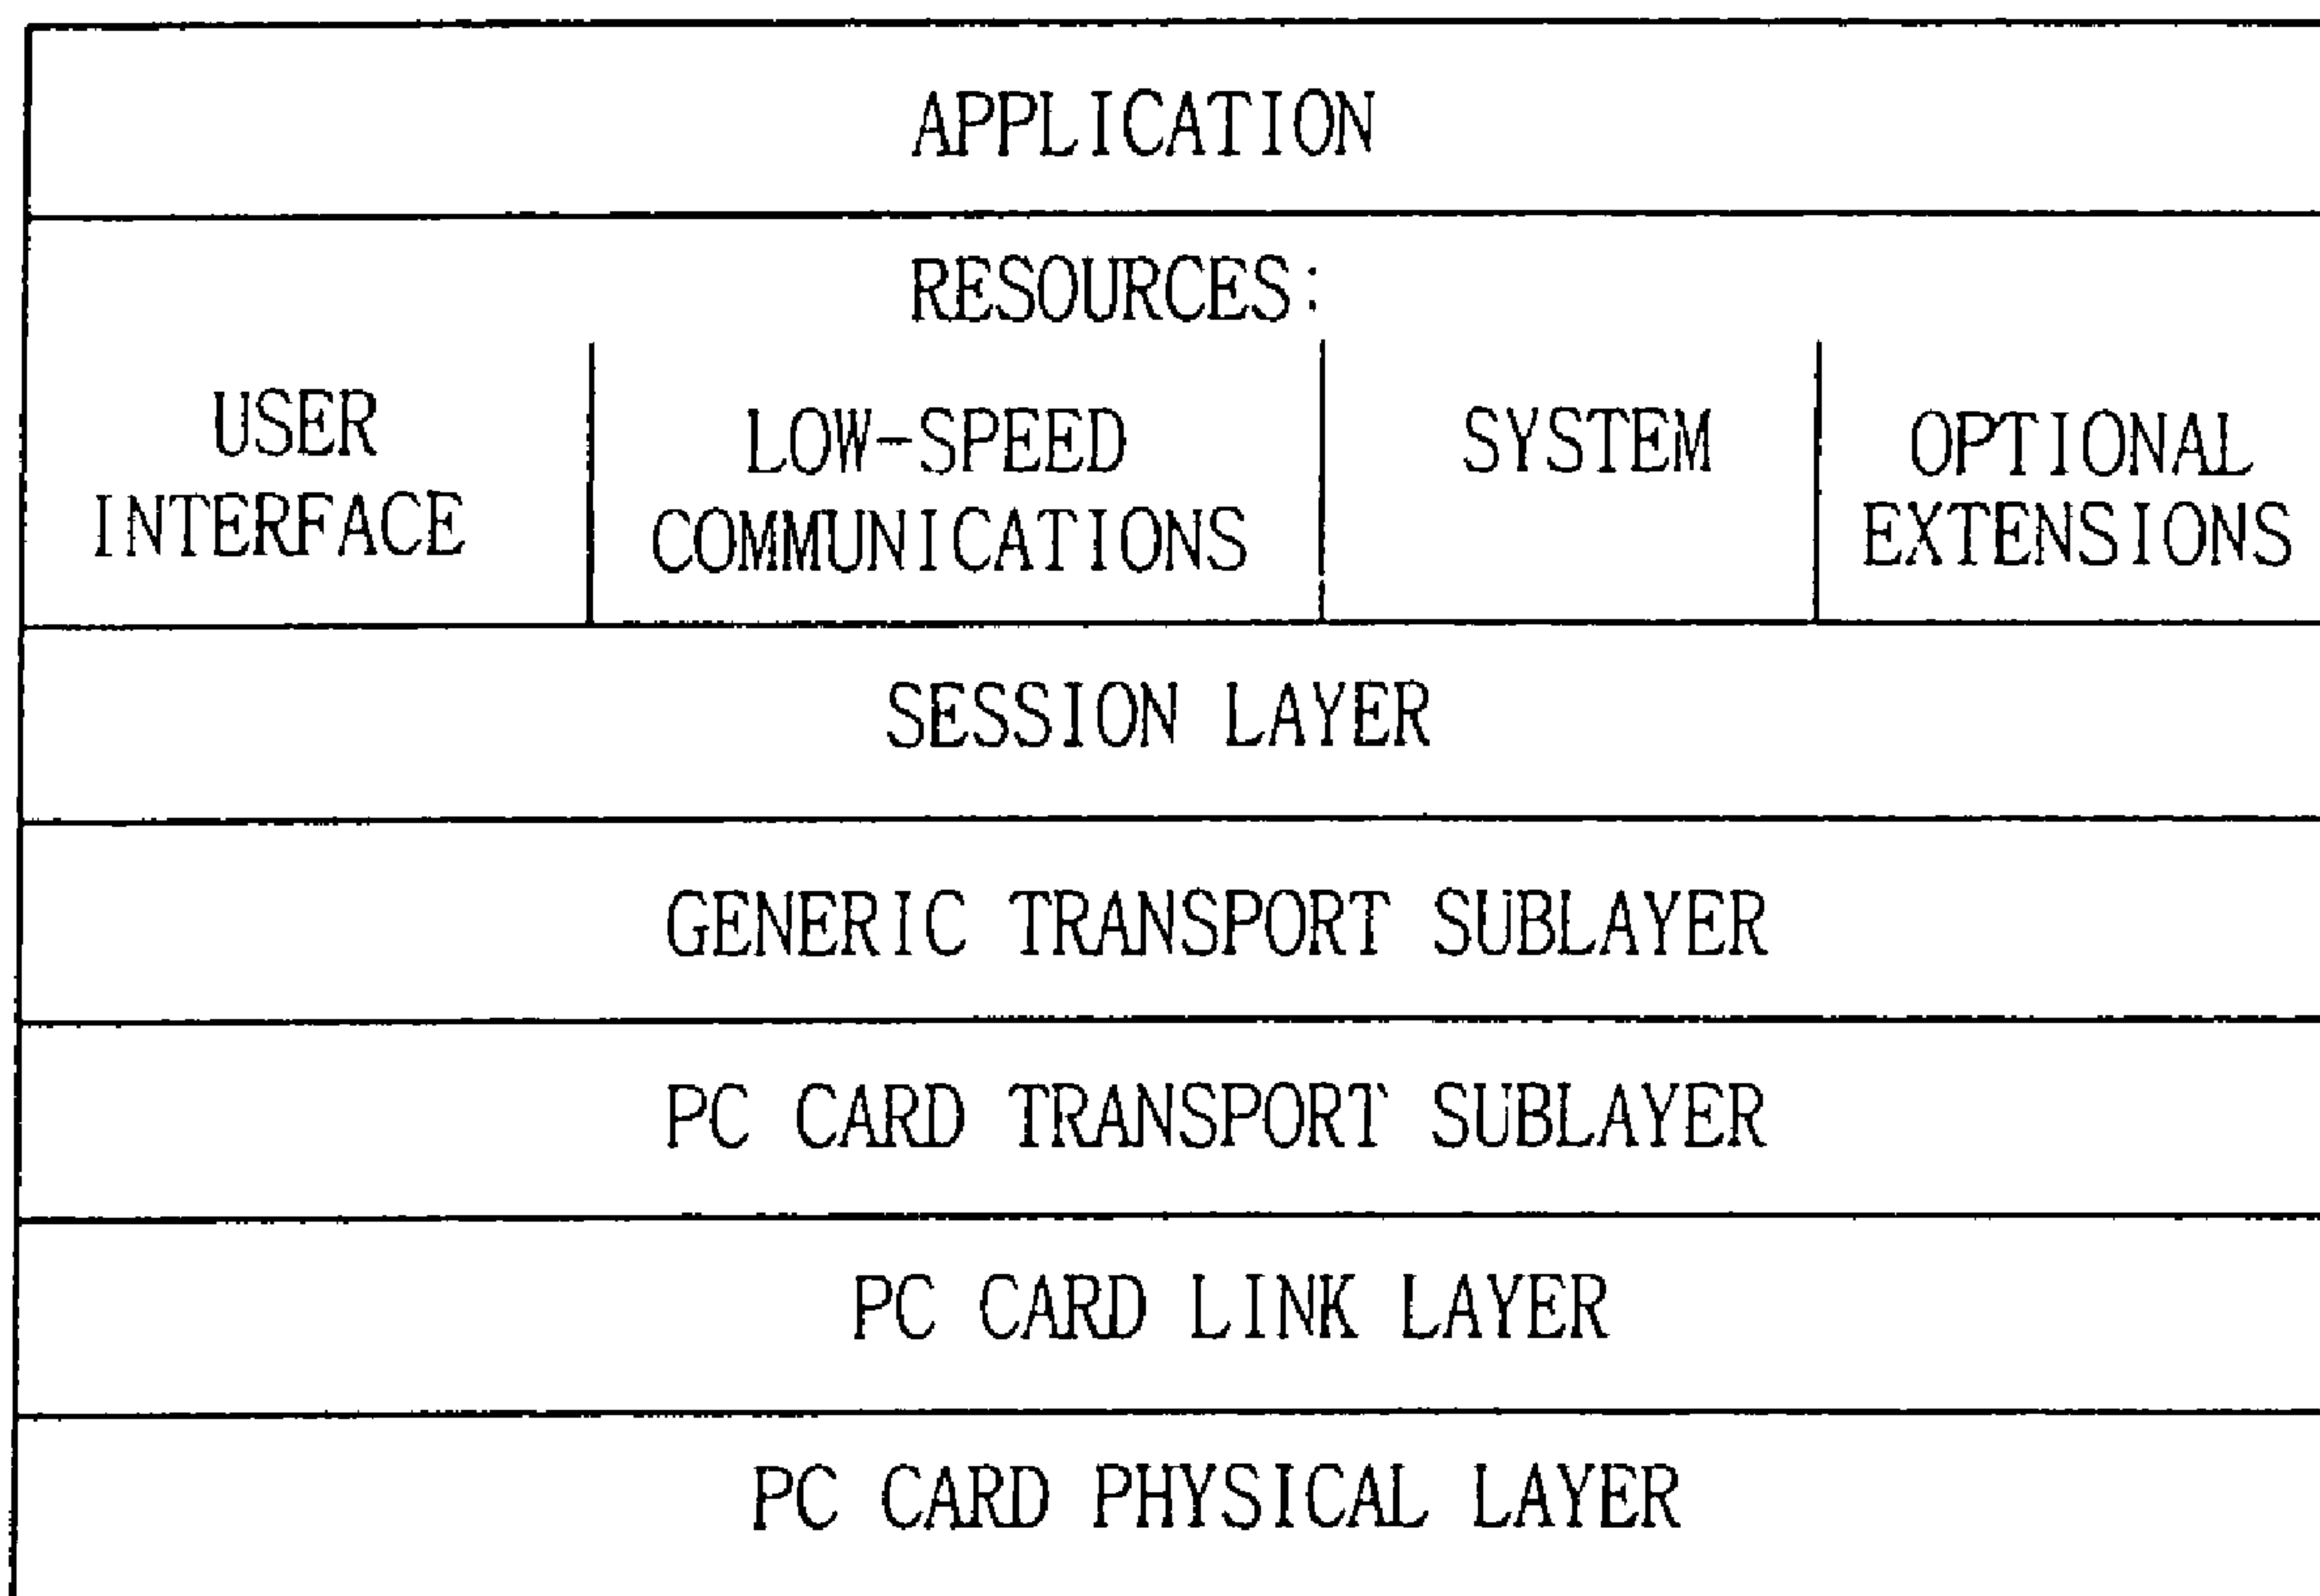 APPLICATION
RESOURCES:
USER
INTERFACE
LOW-SPEED
COMMUNICATIONS
SYSTEM
OPTIONAL
EXTENSIONS
SESSION LAYER
GENERIC TRANSPORT SUBLAYER
PC CARD TRANSPORT SUBLAYER
PC CARD LINK LAYER
PC CARD PHYSICAL LAYER